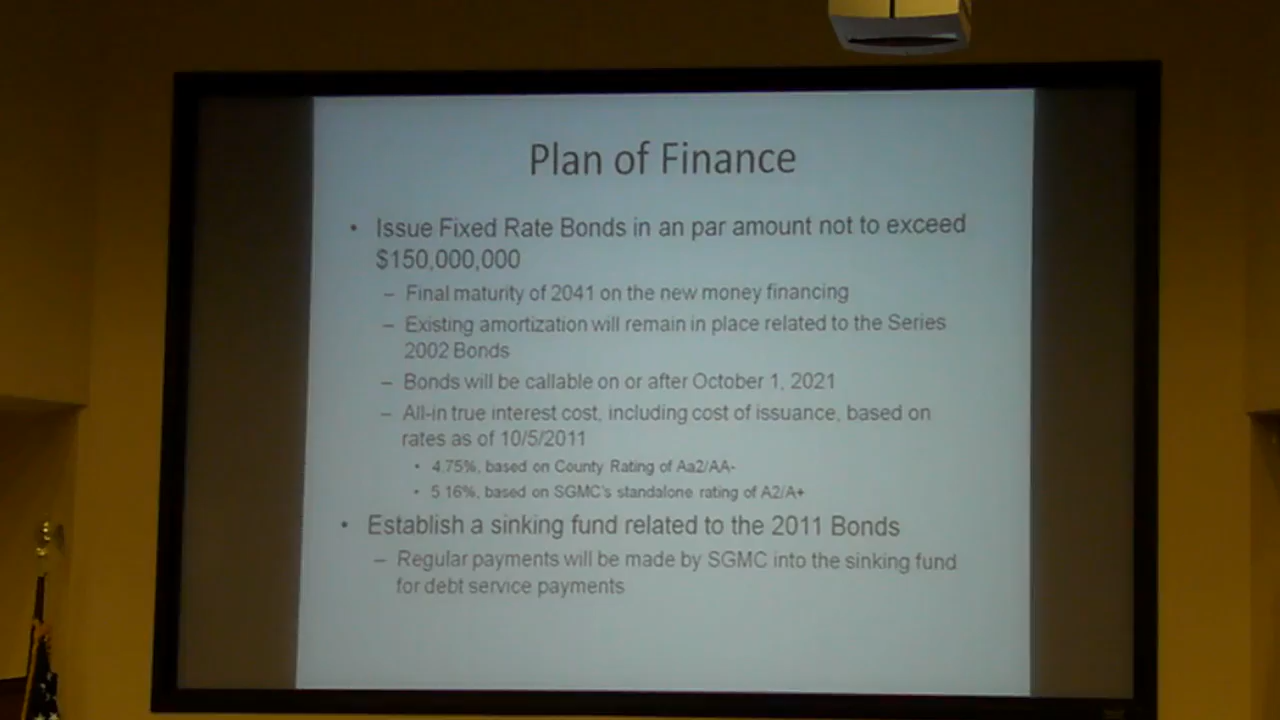 Plan of Finance
• Issue Fixed Rate Bonds in an par amount not to exceed
$150,000,000
– Final maturity of 2041 on the new money financing
– Existing amortization will remain in place related to the Series
2002 Bonds
– Bonds will be callable on or after October 1, 2021
– All-in true interest cost, including cost of issuance, based on
rates as of 10/5/2011
• 4.75%, based on County Rating of Aa2/AA-
• 5.16%, based on SGMC's standalone rating of A2/A+
• Establish a sinking fund related to the 2011 Bonds
– Regular payments will be made by SGMC into the sinking fund
for debt service payments